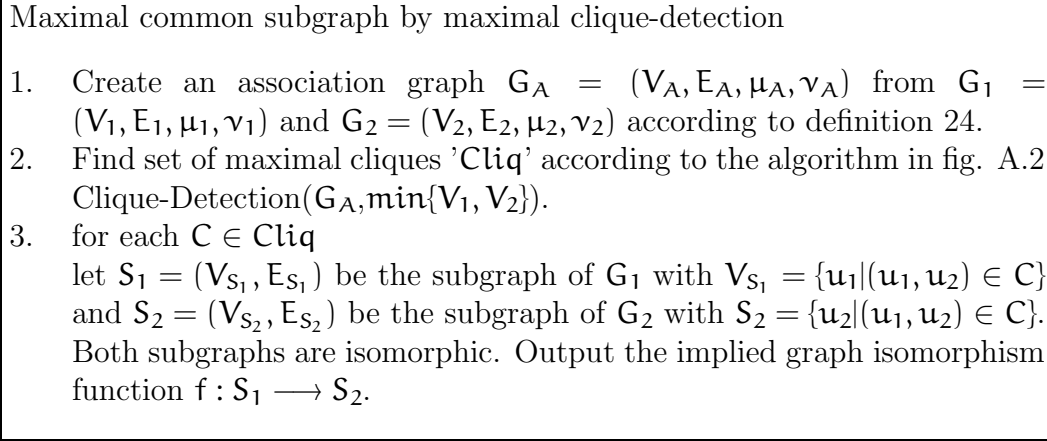 Maximal common subgraph by maximal clique-detection
1. Create an association graph G_A = (V_A, E_A, μ_A, ν_A) from G_1 =
(V_1, E_1, μ_1, ν_1) and G_2 = (V_2, E_2, μ_2, ν_2) according to definition 24.
2. Find set of maximal cliques 'Cliq' according to the algorithm in fig. A.2
Clique-Detection(G_A,min{V_1, V_2}).
3. for each C ∈ Cliq
let S_1 = (V_{S_1}, E_{S_1}) be the subgraph of G_1 with V_{S_1} = {u_1|(u_1, u_2) ∈ C}
and S_2 = (V_{S_2}, E_{S_2}) be the subgraph of G_2 with S_2 = {u_2|(u_1, u_2) ∈ C}.
Both subgraphs are isomorphic. Output the implied graph isomorphism
function f : S_1 ⟶ S_2.